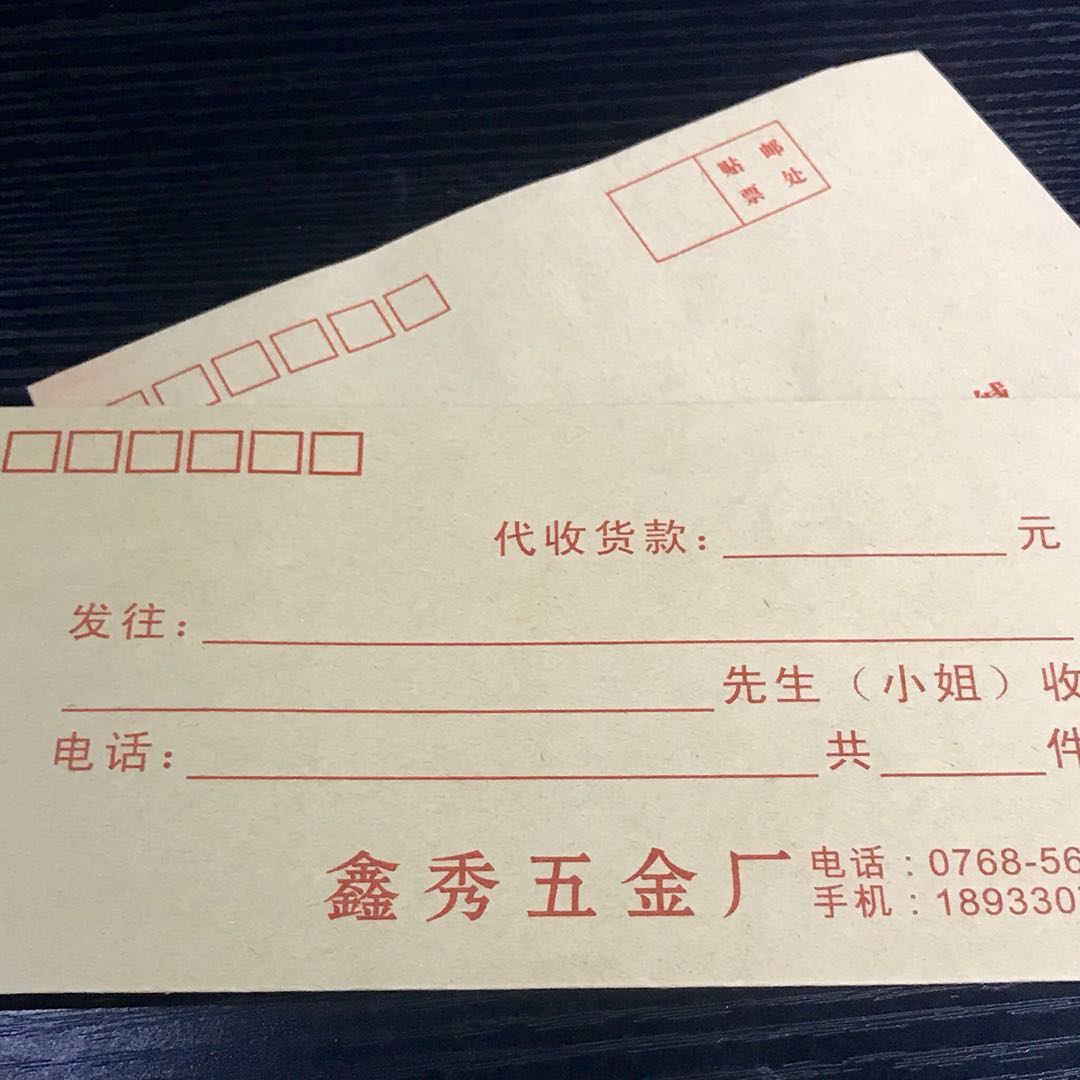 贴邮
票处
代收货款：元
发往：
先生（小姐）收
电话：共件
鑫秀五金厂
电话：0768-56
手机：189330